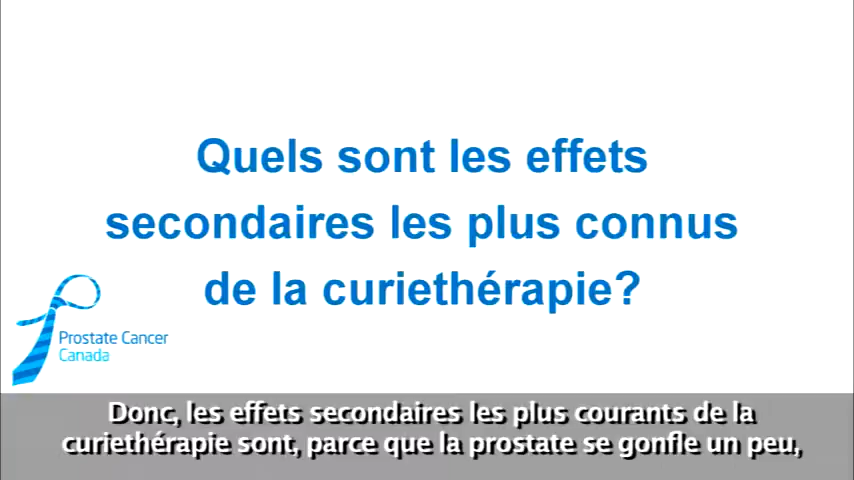 Quels sont les effets
secondaires les plus connus
de la curiethérapie?
Prostate Cancer
Canada
Donc, les effets secondaires les plus courants de la
curiethérapie sont, parce que la prostate se gonfle un peu,